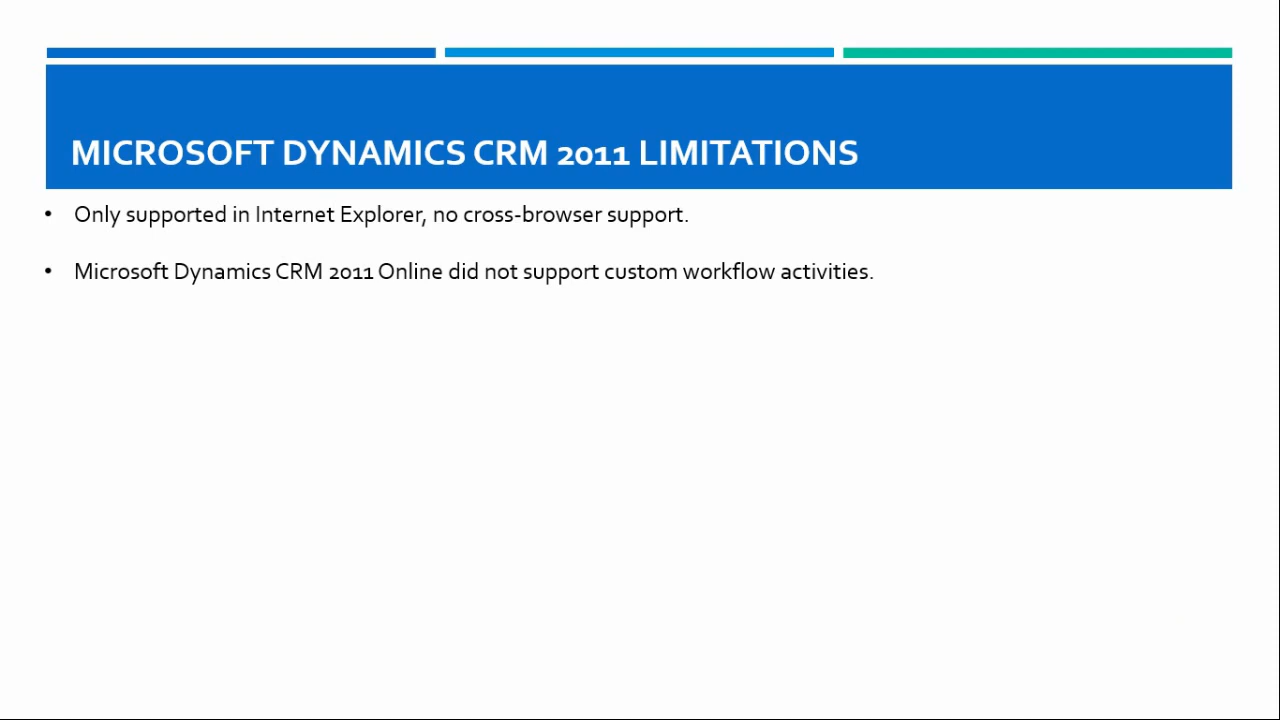 MICROSOFT DYNAMICS CRM 2011 LIMITATIONS
• Only supported in Internet Explorer, no cross-browser support.
• Microsoft Dynamics CRM 2011 Online did not support custom workflow activities.